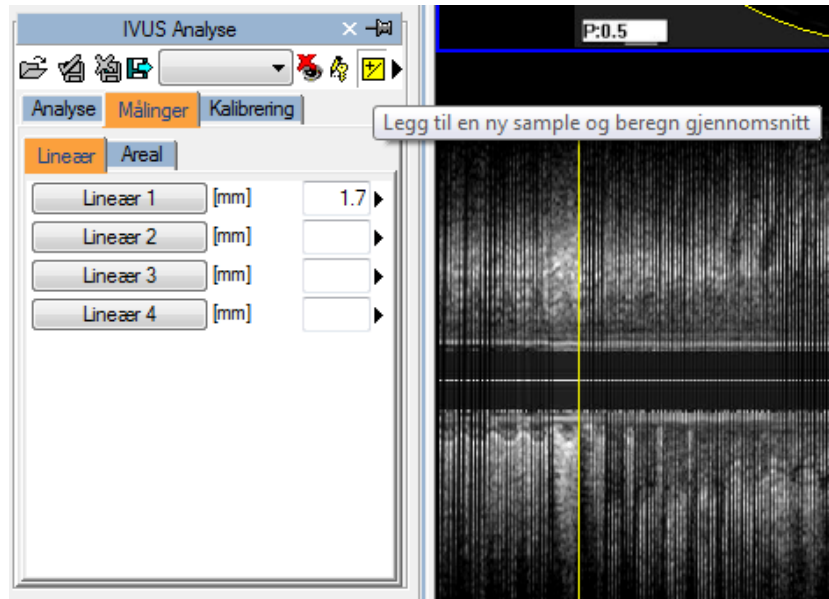 IVUS Analyse
P:0.5
Analyse Målinger Kalibrering
Legg til en ny sample og beregn gjennomsnitt
Lineær Areal
Lineær 1 [mm] 1.7
Lineær 2 [mm]
Lineær 3 [mm]
Lineær 4 [mm]